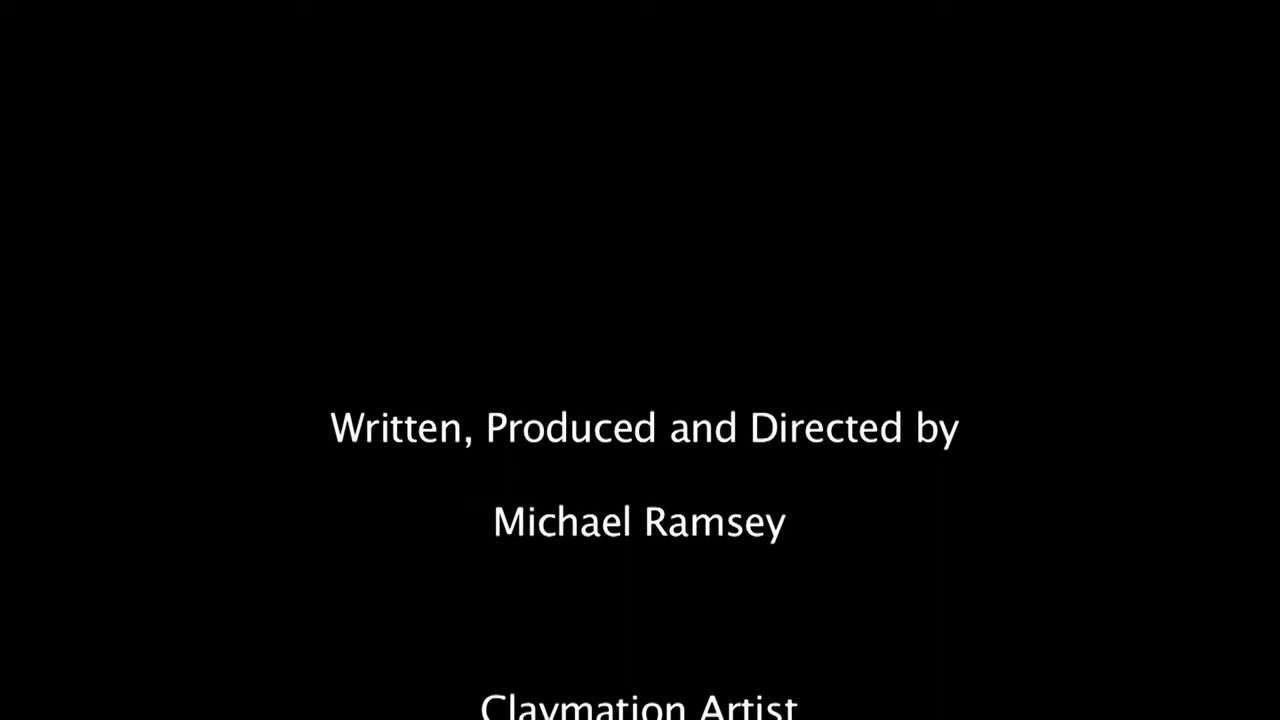 Written, Produced and Directed by
Michael Ramsey
Claymation Artist